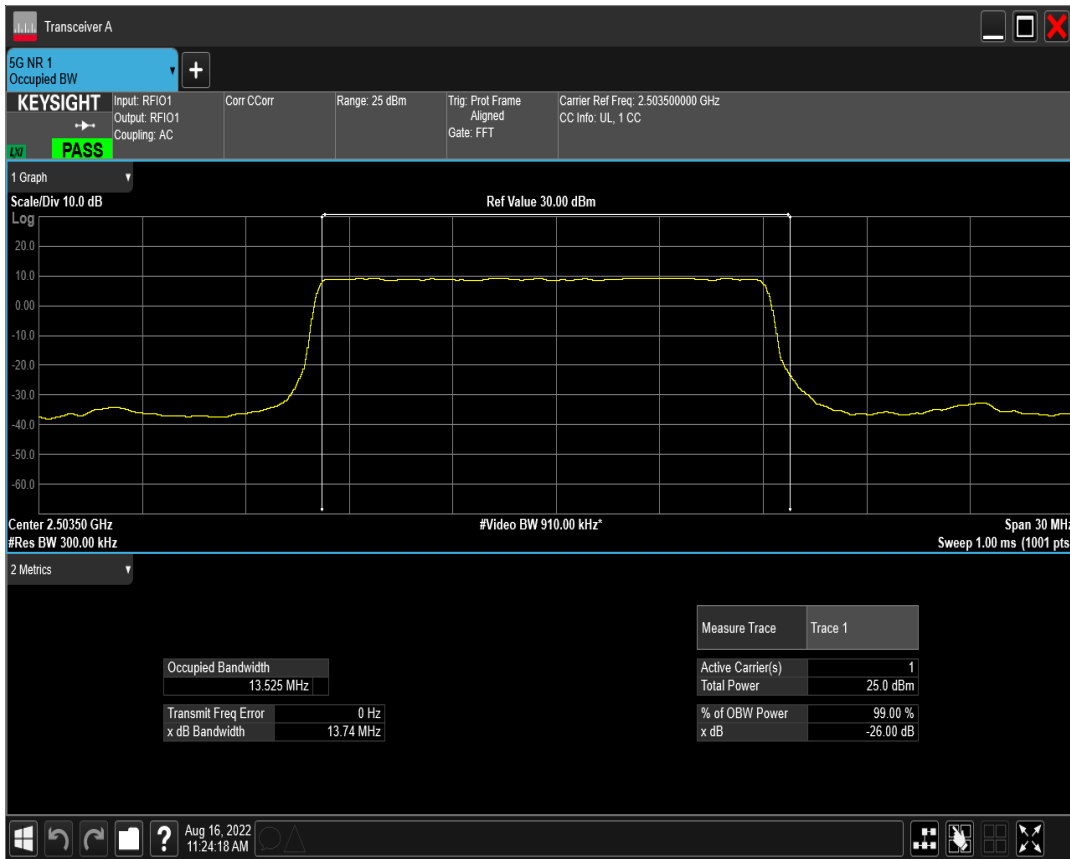 Transceiver A
5G NR 1
Occupied BW
+
KEYSIGHT
LXI
PASS
Input: RFIO1
Output: RFIO1
Coupling: AC
Corr CCorr
Range: 25 dBm
Trig: Prot Frame
Aligned
Gate: FFT
Carrier Ref Freq: 2.503500000 GHz
CC Info: UL, 1 CC
1 Graph
Scale/Div 10.0 dB
Ref Value 30.00 dBm
Log
20.0
10.0
0.00
-10.0
-20.0
-30.0
-40.0
-50.0
-60.0
Center 2.50350 GHz
#Video BW 910.00 kHz*
Span 30 MHz
#Res BW 300.00 kHz
Sweep 1.00 ms (1001 pts
2 Metrics
Measure Trace Trace 1
Occupied Bandwidth
13.525 MHz
Active Carrier(s) 1
Total Power 25.0 dBm
Transmit Freq Error 0 Hz
x dB Bandwidth 13.74 MHz
% of OBW Power 99.00 %
x dB -26.00 dB
?
Aug 16, 2022
11:24:18 AM